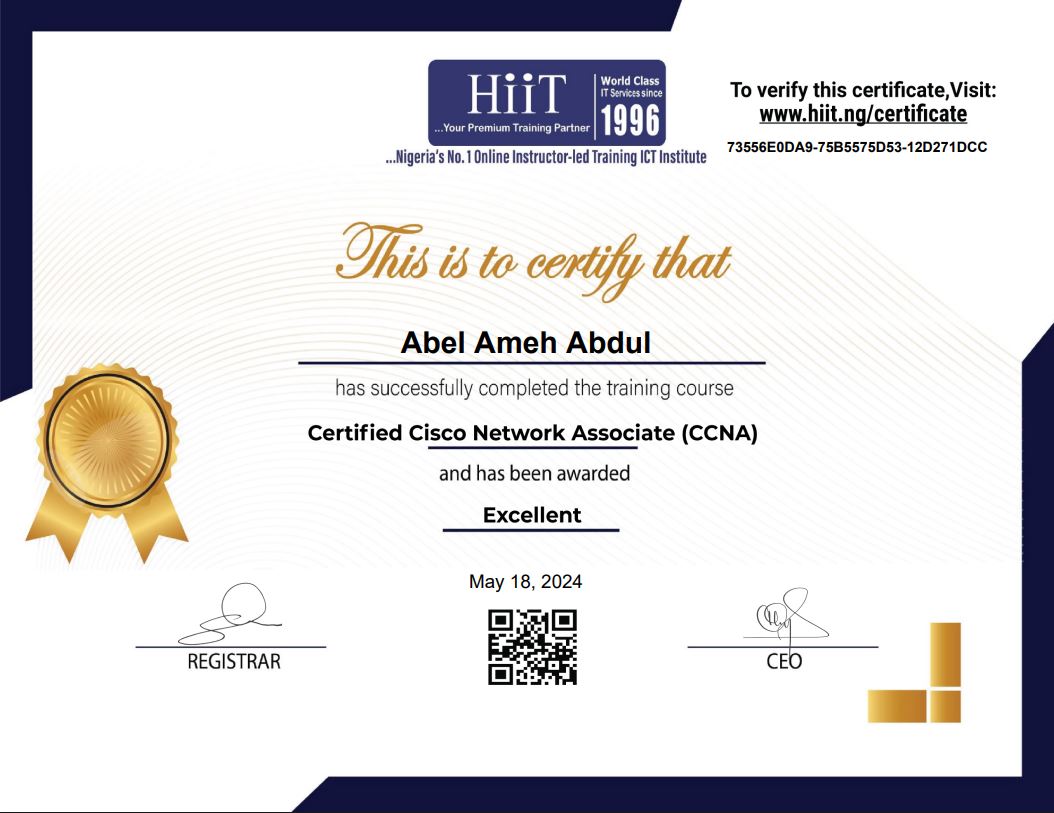 HiiT
...Your Premium Training Partner
World Class
IT Services since
1996
...Nigeria's No.1 Online Instructor-led Training ICT Institute
To verify this certificate,Visit:
www.hiit.ng/certificate
73556E0DA9-75B5575D53-12D271DCC
This is to certify that
Abel Ameh Abdul
has successfully completed the training course
Certified Cisco Network Associate (CCNA)
and has been awarded
Excellent
May 18, 2024
REGISTRAR
CEO